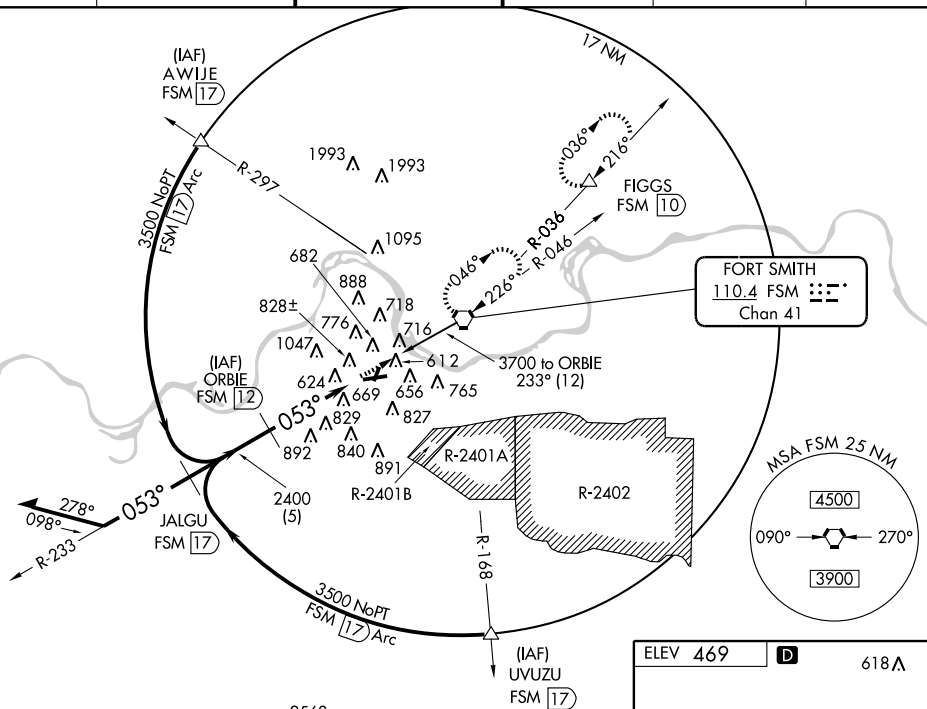 17 NM
(IAF)
AWIJE
FSM 17
R-297
3500 NoPT
FSM 17 Arc
1993
1993
036°
216°
FIGGS
FSM 10
R-036
R-046
1095
682
046°
226°
FORT SMITH
110.4 FSM
Chan 41
888
828±
718
776
716
1047
612
3700 to ORBIE
233° (12)
(IAF)
ORBIE
FSM 12
624
669
656
765
053°
829
827
892
840
891
R-2401A
R-2401B
R-2402
MSA FSM 25 NM
4500
090°
270°
3900
2400
(5)
278°
098°
053°
JALGU
FSM 17
R-233
R-168
3500 NoPT
FSM 17 Arc
(IAF)
UVUZU
FSM 17
ELEV 469
D
618